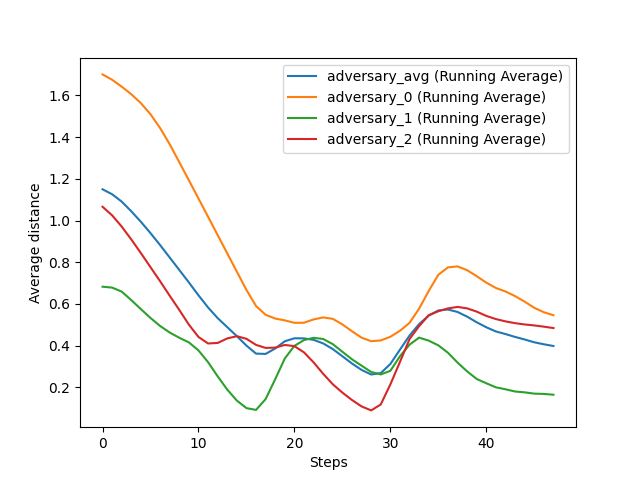 adversary_avg (Running Average)
adversary_0 (Running Average)
adversary_1 (Running Average)
adversary_2 (Running Average)
Average distance
1.6
1.4
1.2
1.0
0.8
0.6
0.4
0.2
0
10
20
30
40
Steps